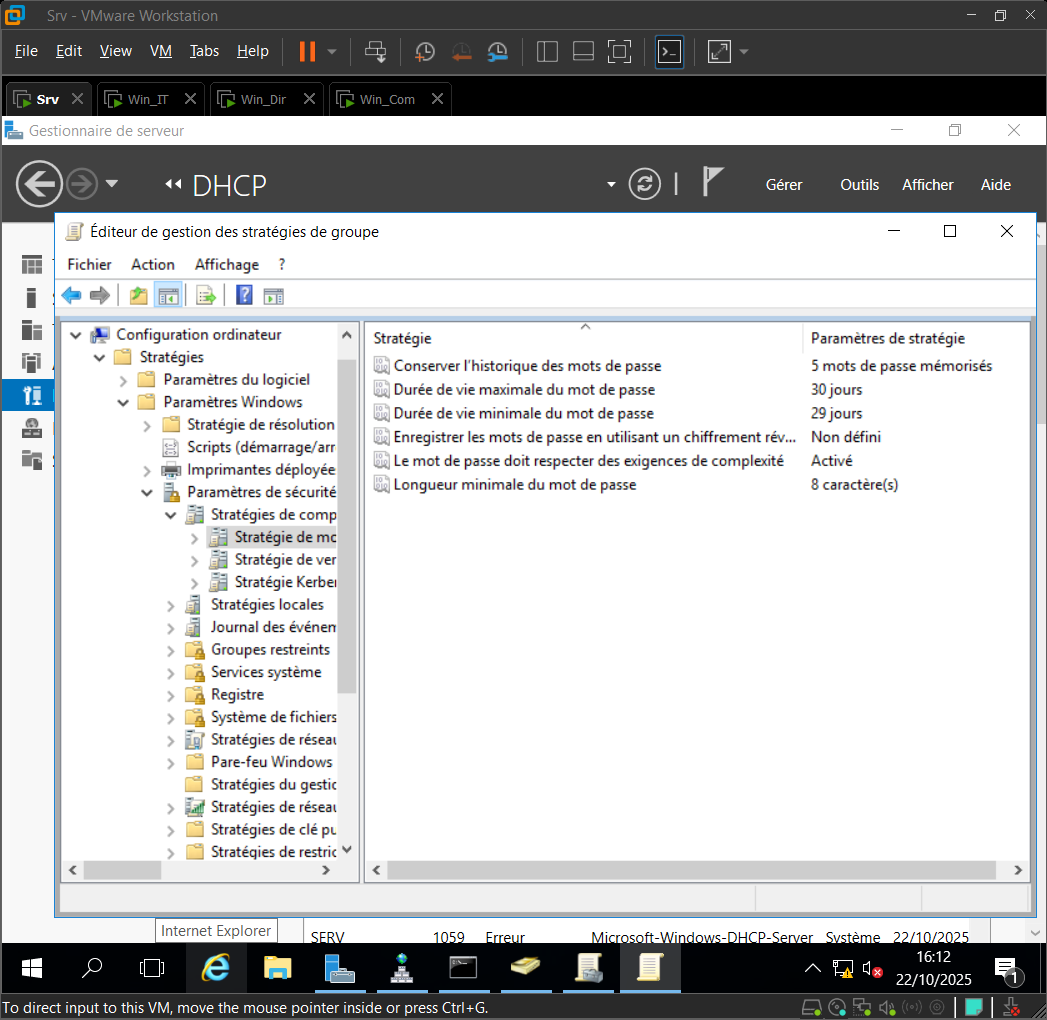 Srv - VMware Workstation
File Edit View VM Tabs Help
Srv Win_IT Win_Dir Win_Com
Gestionnaire de serveur
DHCP Gérer Outils Afficher Aide
Éditeur de gestion des stratégies de groupe
Fichier Action Affichage ?
Configuration ordinateur
Stratégies
Paramètres du logiciel
Paramètres Windows
Stratégie de résolution
Scripts (démarrage/arr
Imprimantes déployée
Paramètres de sécurité
Stratégies de comp
Stratégie de mo
Stratégie de ver
Stratégie Kerber
Stratégies locales
Journal des événem
Groupes restreints
Services système
Registre
Système de fichiers
Stratégies de réseau
Pare-feu Windows
Stratégies du gestic
Stratégies de réseau
Stratégies de clé pu
Stratégies de restric
Stratégie Paramètres de stratégie
Conserver l'historique des mots de passe 5 mots de passe mémorisés
Durée de vie maximale du mot de passe 30 jours
Durée de vie minimale du mot de passe 29 jours
Enregistrer les mots de passe en utilisant un chiffrement rév... Non défini
Le mot de passe doit respecter des exigences de complexité Activé
Longueur minimale du mot de passe 8 caractère(s)
Internet Explorer
SERV 1059 Erreur Microsoft-Windows-DHCP-Server Système 22/10/2025
16:12
22/10/2025
1
To direct input to this VM, move the mouse pointer inside or press Ctrl+G.